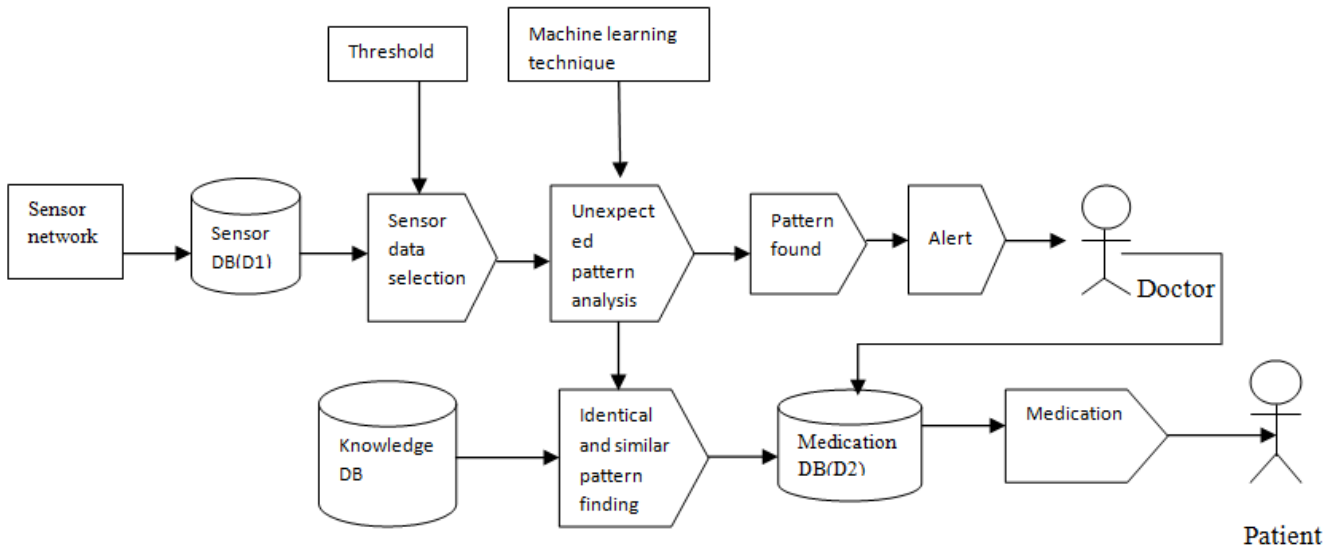 Threshold
Machine learning
technique
Sensor
network
Sensor
DB(D1)
Sensor
data
selection
Unexpect
ed
pattern
analysis
Pattern
found
Alert
Doctor
Knowledge
DB
Identical
and similar
pattern
finding
Medication
DB(D2)
Medication
Patient